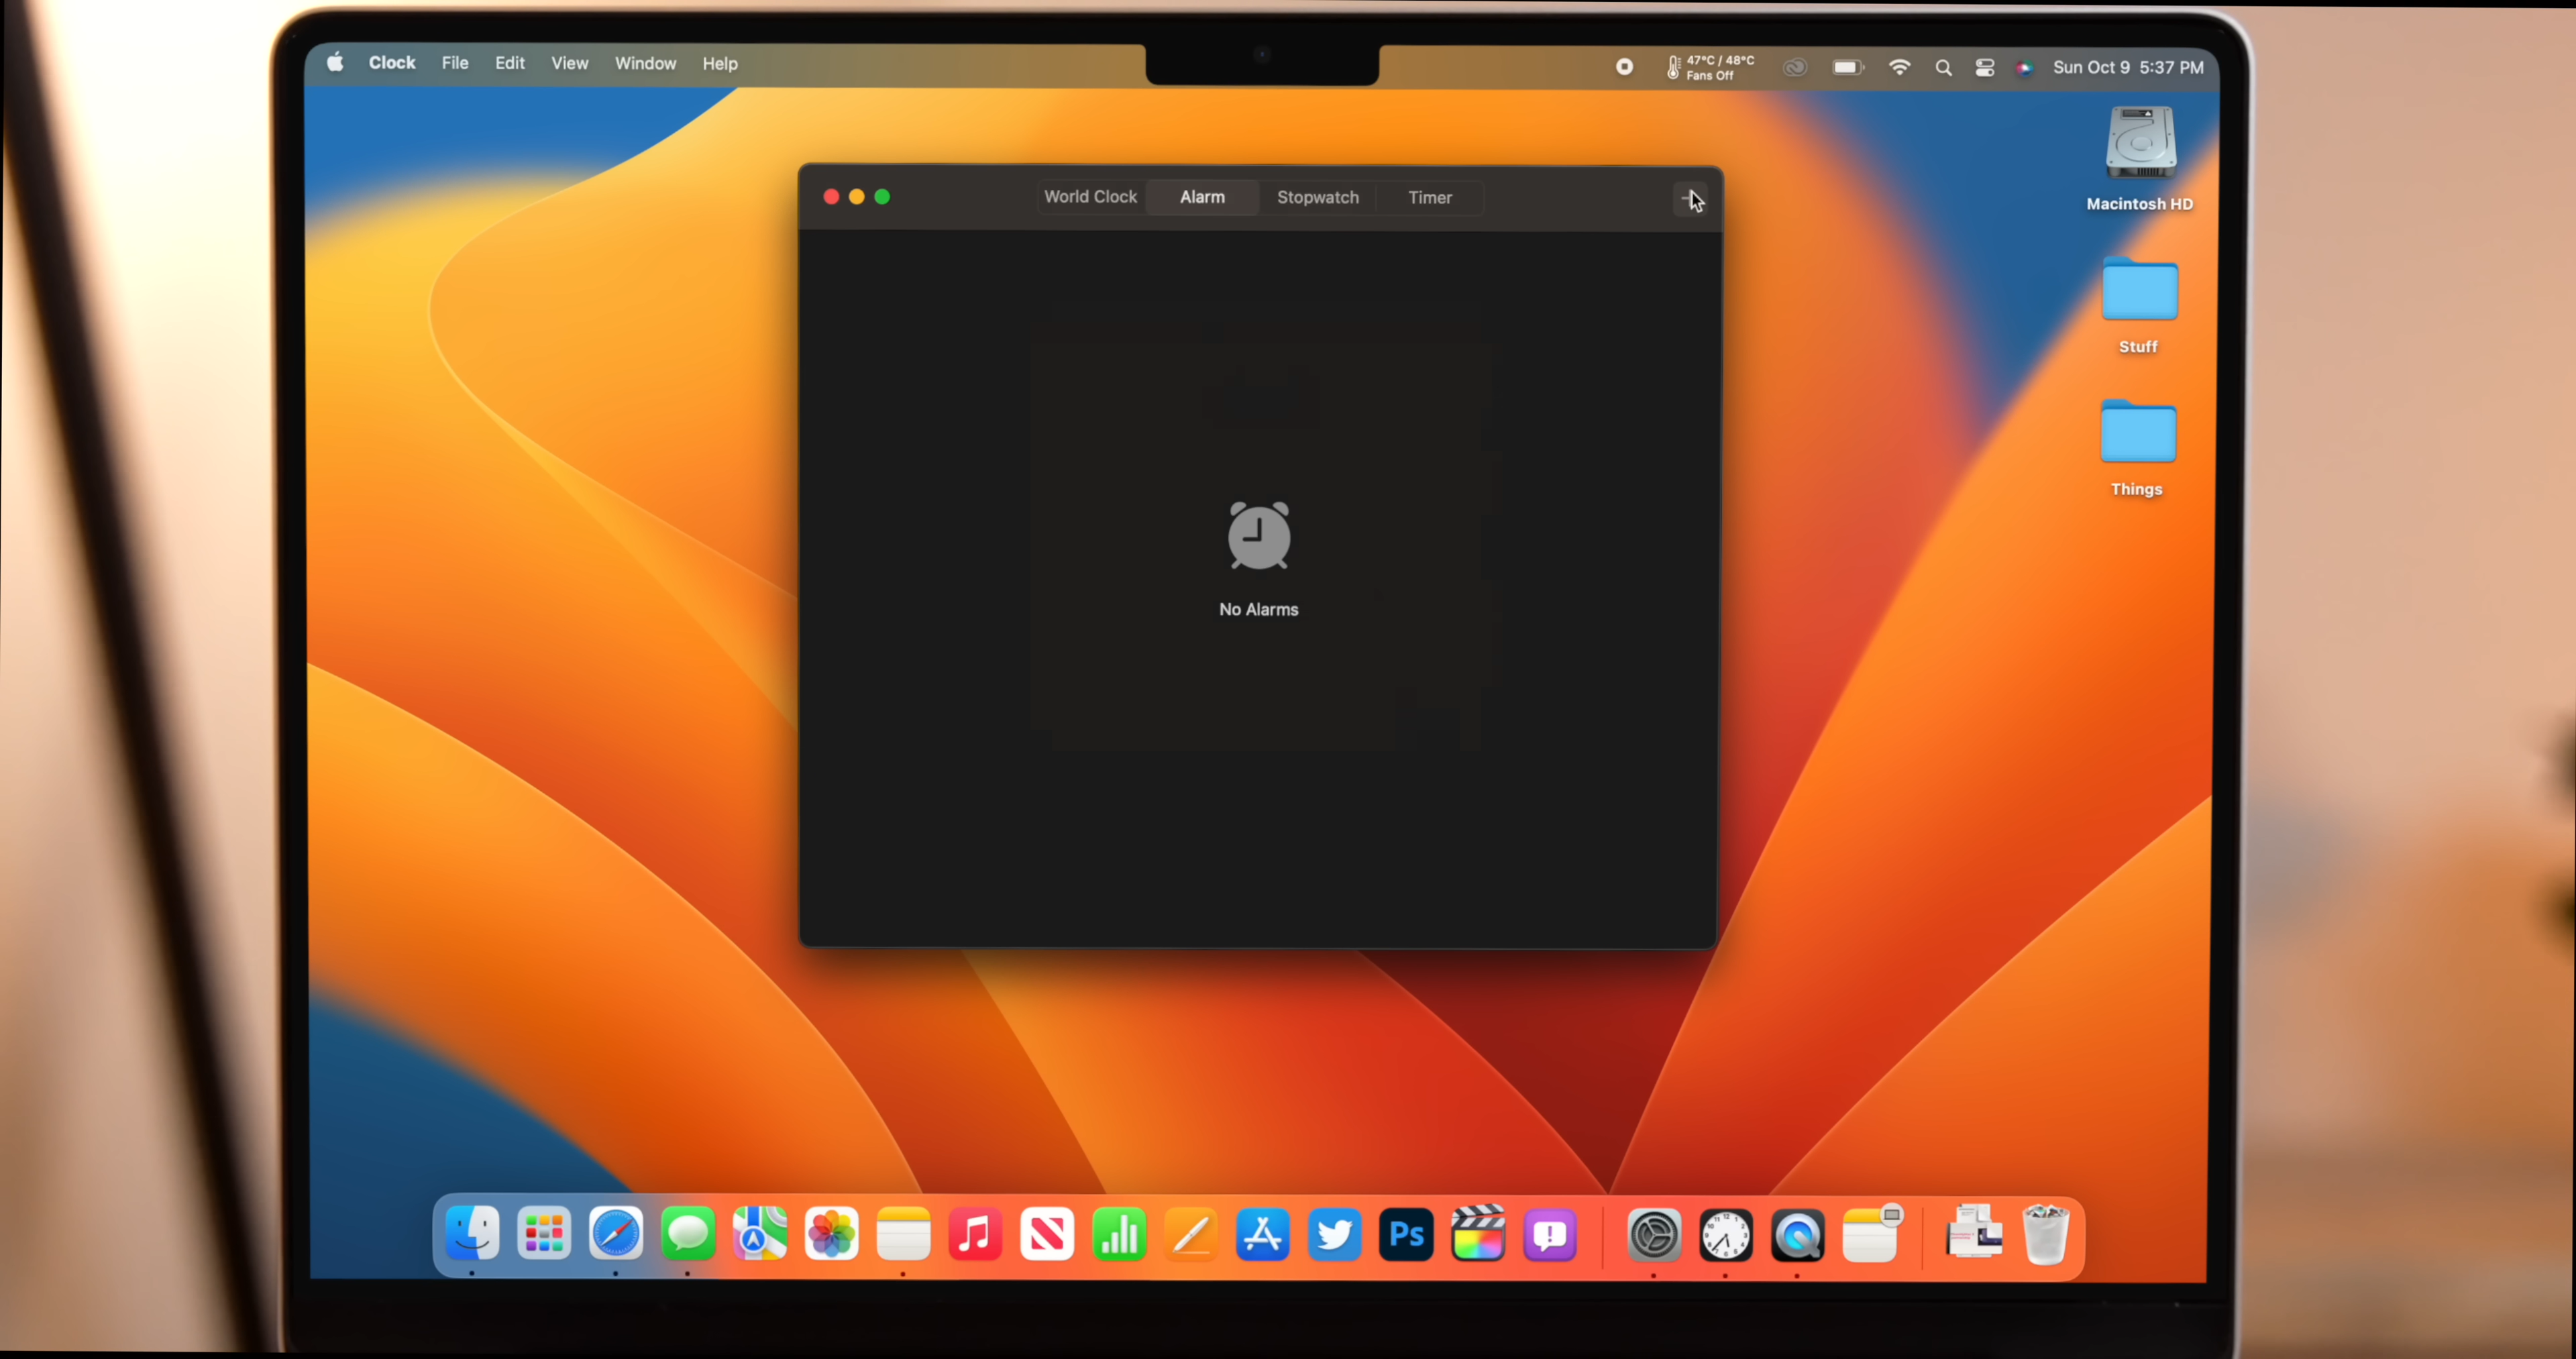 Clock File Edit View Window Help
47°C / 48°C
Fans Off
Sun Oct 9 5:37 PM
World Clock Alarm Stopwatch Timer
Macintosh HD
Stuff
Things
No Alarms
Ps